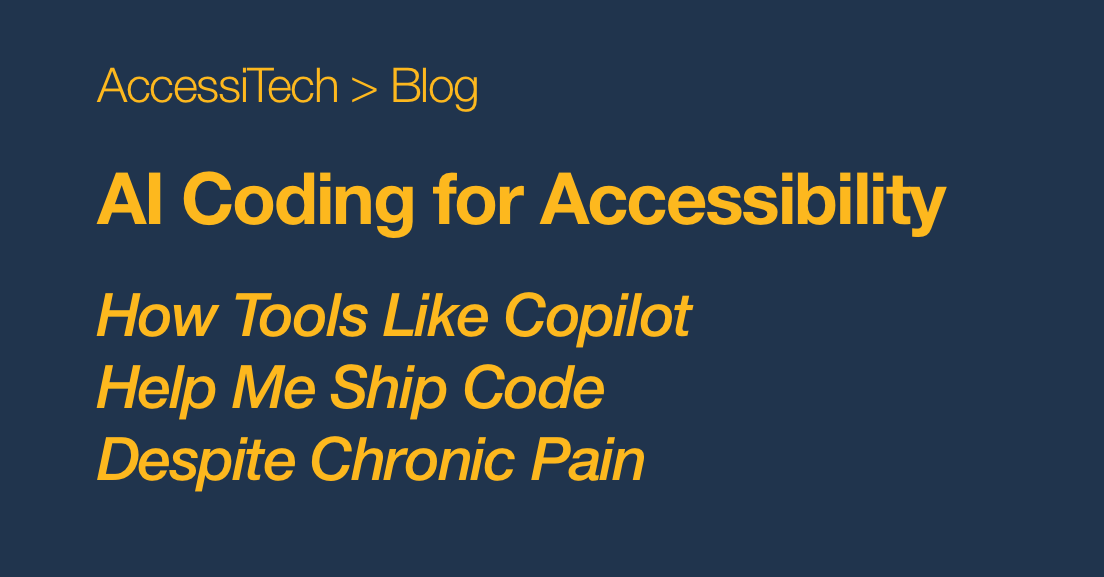 AccessiTech > Blog
AI Coding for Accessibility
How Tools Like Copilot
Help Me Ship Code
Despite Chronic Pain